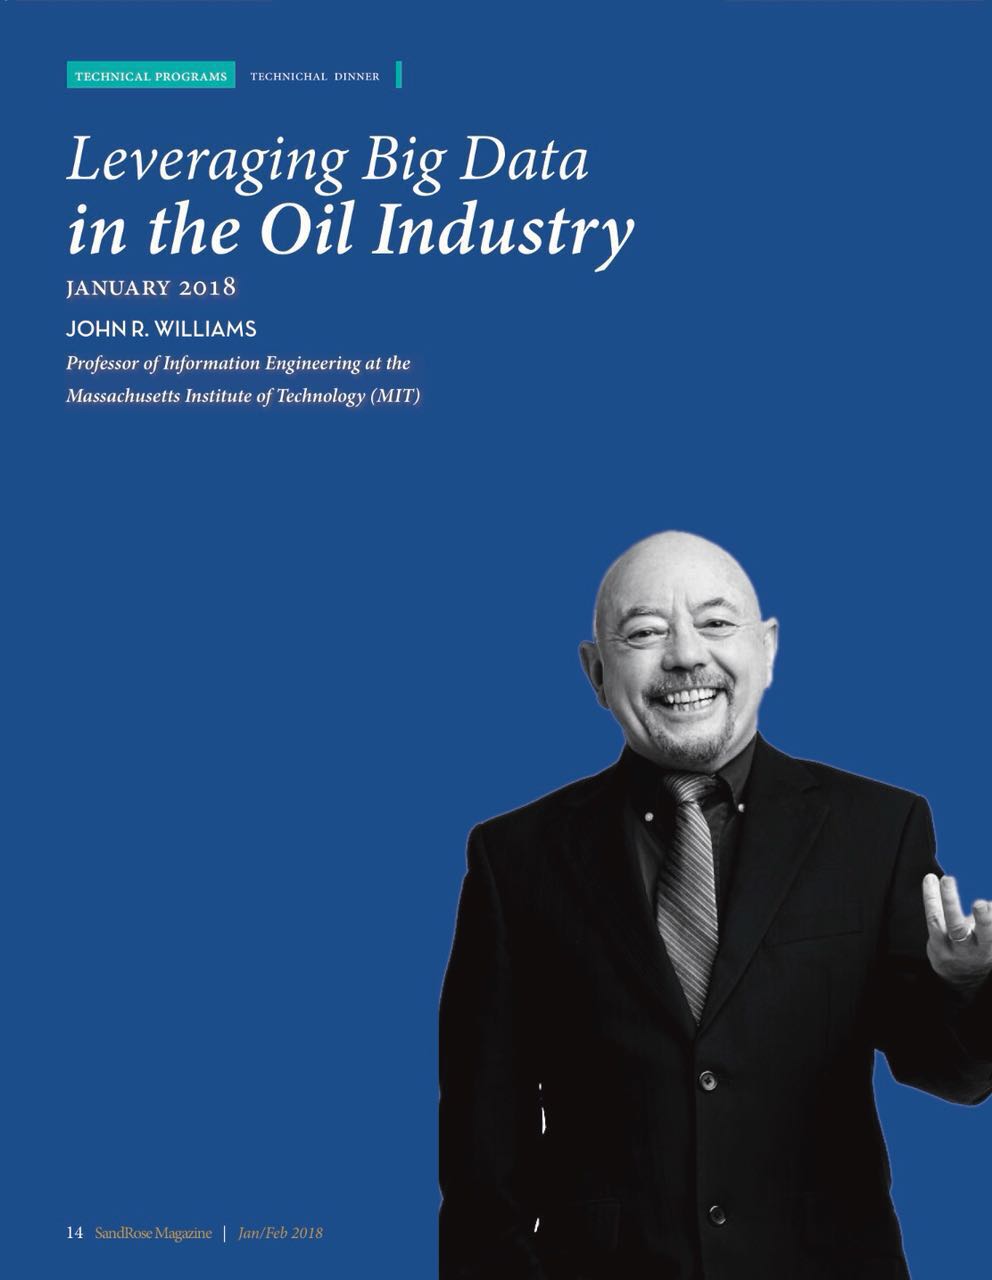 TECHNICAL PROGRAMS TECHNICHAL DINNER
Leveraging Big Data
in the Oil Industry
JANUARY 2018
JOHN R. WILLIAMS
Professor of Information Engineering at the
Massachusetts Institute of Technology (MIT)
14 SandRose Magazine | Jan/Feb 2018